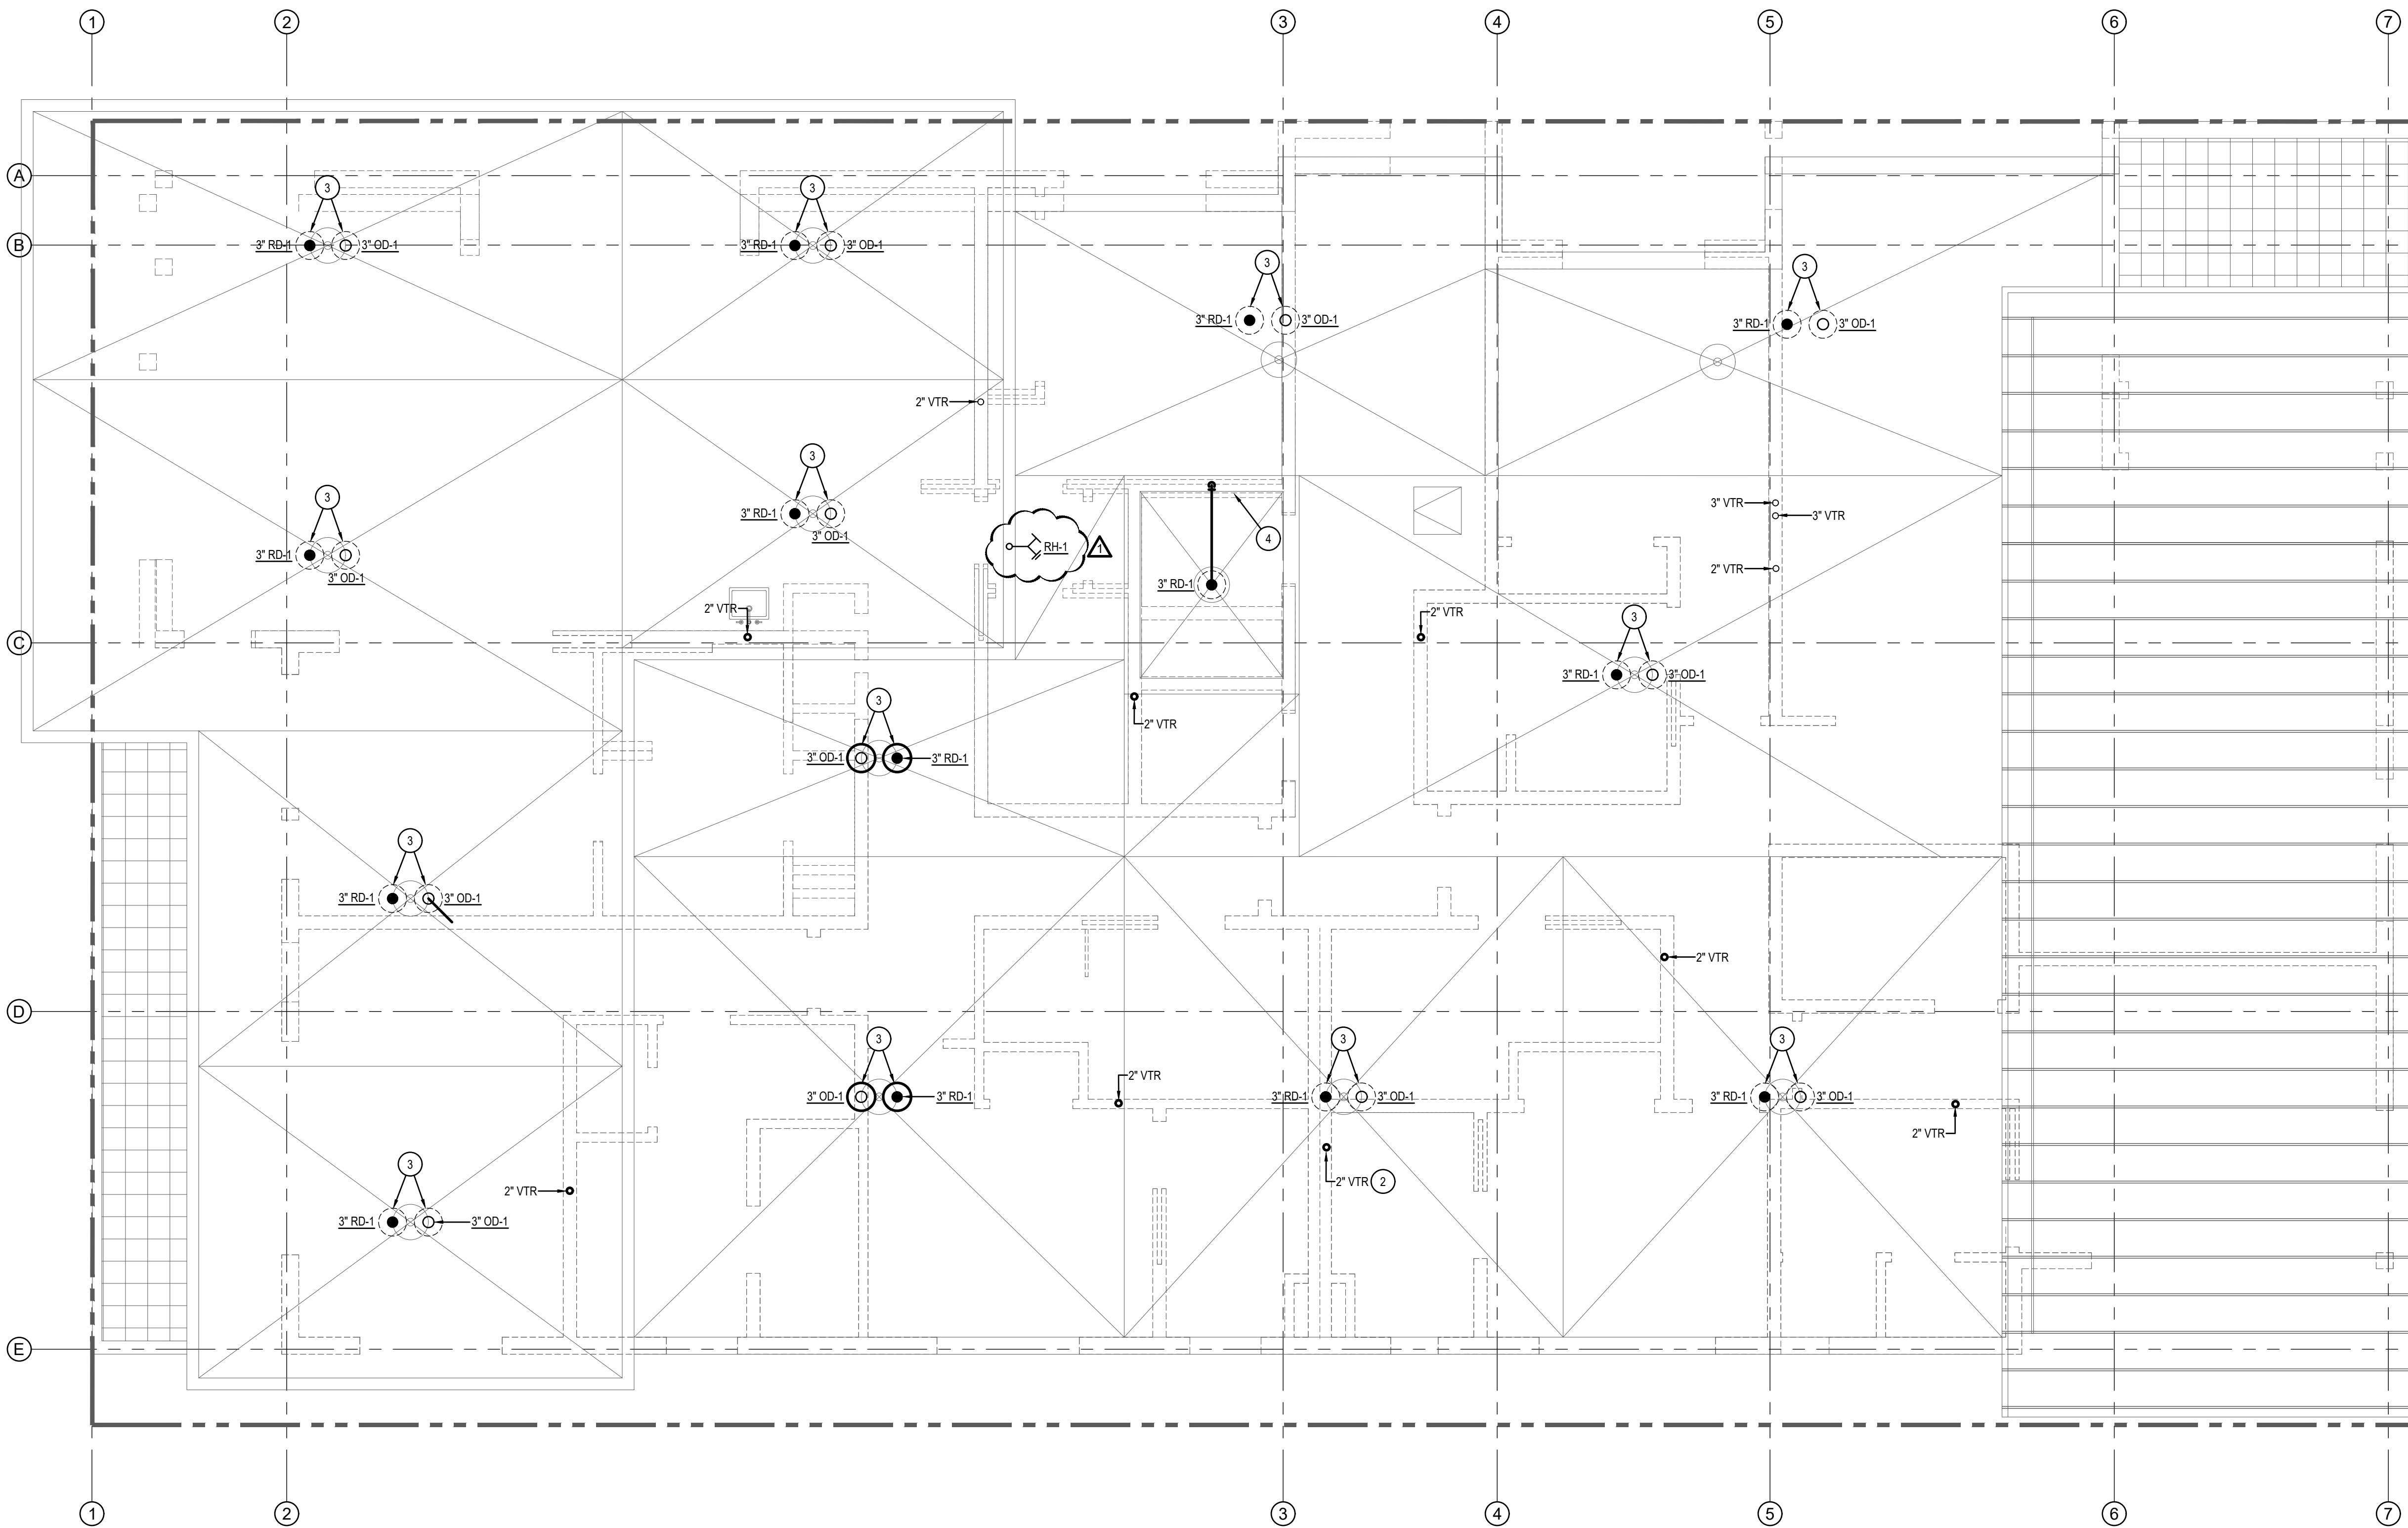 1 2 3 4 5 6 7
A
3 3
B
3" RD-1 3" OD-1 3" RD-1 3" OD-1
3 3
3" RD-1 3" OD-1 3" RD-1 3" OD-1
2" VTR
3
3 3" RD-1
3" OD-1
3" RD-1
3" OD-1
3" VTR
3" VTR
4
RH-1 1
2" VTR
3" RD-1
2" VTR
2" VTR
3
C
3" RD-1 3" OD-1
3
2" VTR
3" OD-1 3" RD-1
3
3" RD-1 3" OD-1
2" VTR
D
3 3 3
2" VTR
3" OD-1 3" RD-1 3" RD-1 3" OD-1 3" RD-1 3" OD-1
2" VTR
3
2" VTR 2
2" VTR
3" RD-1 3" OD-1
E
1 2 3 4 5 6 7